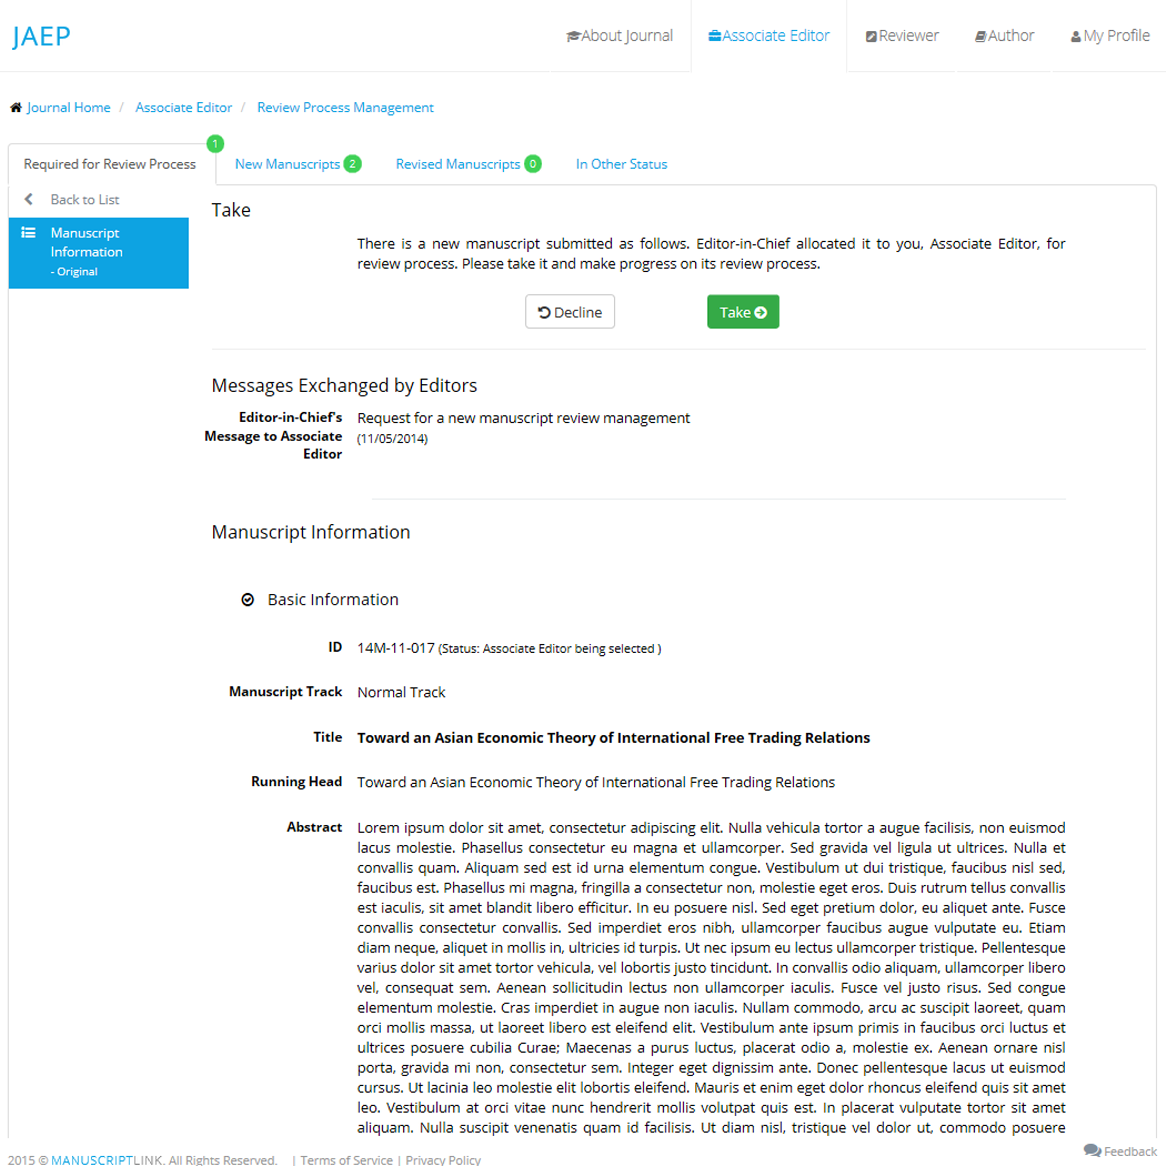 JAEP
About Journal
Associate Editor
Reviewer
Author
My Profile
Journal Home / Associate Editor / Review Process Management
Required for Review Process 1
New Manuscripts 2
Revised Manuscripts 0
In Other Status
Back to List
Manuscript
Information
- Original
Take
There is a new manuscript submitted as follows. Editor-in-Chief allocated it to you, Associate Editor, for
review process. Please take it and make progress on its review process.
Decline
Take
Messages Exchanged by Editors
Editor-in-Chief's
Message to Associate
Editor
Request for a new manuscript review management
(11/05/2014)
Manuscript Information
Basic Information
ID 14M-11-017 (Status: Associate Editor being selected )
Manuscript Track Normal Track
Title Toward an Asian Economic Theory of International Free Trading Relations
Running Head Toward an Asian Economic Theory of International Free Trading Relations
Abstract Lorem ipsum dolor sit amet, consectetur adipiscing elit. Nulla vehicula tortor a augue facilisis, non euismod
lacus molestie. Phasellus consectetur eu magna et ullamcorper. Sed gravida vel ligula ut ultrices. Nulla et
convallis quam. Aliquam sed est id urna elementum congue. Vestibulum ut dui tristique, faucibus nisl sed,
faucibus est. Phasellus mi magna, fringilla a consectetur non, molestie eget eros. Duis rutrum tellus convallis
est iaculis, sit amet blandit libero efficitur. In eu posuere nisl. Sed eget pretium dolor, eu aliquet ante. Fusce
convallis consectetur convallis. Sed imperdiet eros nibh, ullamcorper faucibus augue vulputate eu. Etiam
diam neque, aliquet in mollis in, ultricies id turpis. Ut nec ipsum eu lectus ullamcorper tristique. Pellentesque
varius dolor sit amet tortor vehicula, vel lobortis justo tincidunt. In convallis odio aliquam, ullamcorper libero
vel, consequat sem. Aenean sollicitudin lectus non ullamcorper iaculis. Fusce vel justo risus. Sed congue
elementum molestie. Cras imperdiet in augue non iaculis. Nullam commodo, arcu ac suscipit laoreet, quam
orci mollis massa, ut laoreet libero est eleifend elit. Vestibulum ante ipsum primis in faucibus orci luctus et
ultrices posuere cubilia Curae; Maecenas a purus luctus, placerat odio a, molestie ex. Aenean ornare nisl
porta, gravida mi non, consectetur sem. Integer eget dignissim ante. Donec pellentesque lacus ut euismod
cursus. Ut lacinia leo molestie elit lobortis eleifend. Mauris et enim eget dolor rhoncus eleifend quis sit amet
leo. Vestibulum at orci vitae nunc hendrerit mollis volutpat quis est. In placerat vulputate tortor sit amet
aliquam. Nulla suscipit venenatis quam id facilisis. Ut diam nisl, tristique vel dolor ut, commodo posuere
2015 © MANUSCRIPTLINK. All Rights Reserved. | Terms of Service | Privacy Policy
Feedback